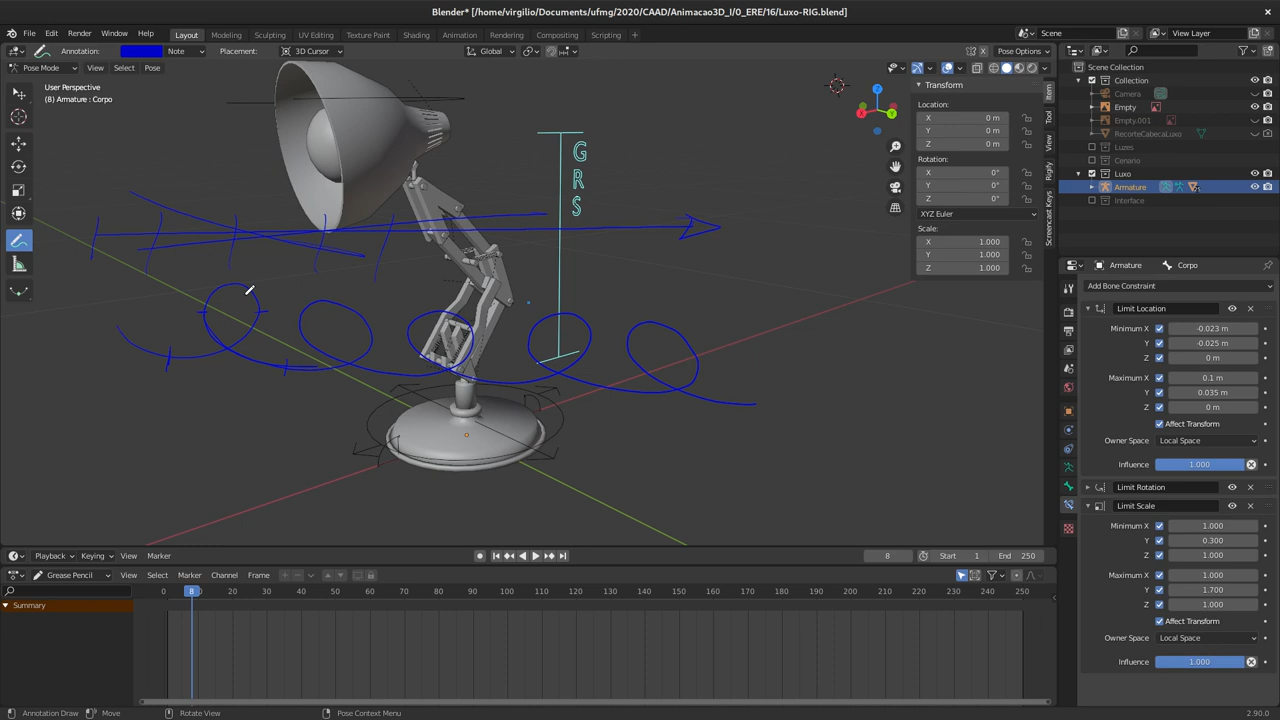 Blender* [/home/virgilio/Documents/ufmg/2020/CAAD/Animacao3D_I/0_ERE/16/Luxo-RIG.blend]
File Edit Render Window Help Layout Modeling Sculpting UV Editing Texture Paint Shading Animation Rendering Compositing Scripting + Scene View Layer
Annotation: Note Placement: 3D Cursor Global Pose Options
Pose Mode View Select Pose
User Perspective
(8) Armature : Corpo
G
R
S
Z
X
Y
Transform
Location:
X 0 m
Y 0 m
Z 0 m
Rotation:
X 0°
Y 0°
Z 0°
XYZ Euler
Scale:
X 1.000
Y 1.000
Z 1.000
Item
Tool
View
Rigify
Screencast Keys
Scene Collection
Collection
Camera
Empty
Empty.001
RecorteCabecaLuxo
Luzes
Cenario
Luxo
Armature
Interface
Armature Corpo
Add Bone Constraint
Limit Location
Minimum X -0.023 m
Y -0.025 m
Z 0 m
Maximum X 0.1 m
Y 0.035 m
Z 0 m
Affect Transform
Owner Space Local Space
Influence 1.000
Limit Rotation
Limit Scale
Minimum X 1.000
Y 0.300
Z 1.000
Maximum X 1.000
Y 1.700
Z 1.000
Affect Transform
Owner Space Local Space
Influence 1.000
Playback Keying View Marker 8 Start 1 End 250
Grease Pencil View Select Marker Channel Frame
0 8 20 30 40 50 60 70 80 90 100 110 120 130 140 150 160 170 180 190 200 210 220 230 240 250
Summary
Annotation Draw Move Rotate View Pose Context Menu 2.90.0